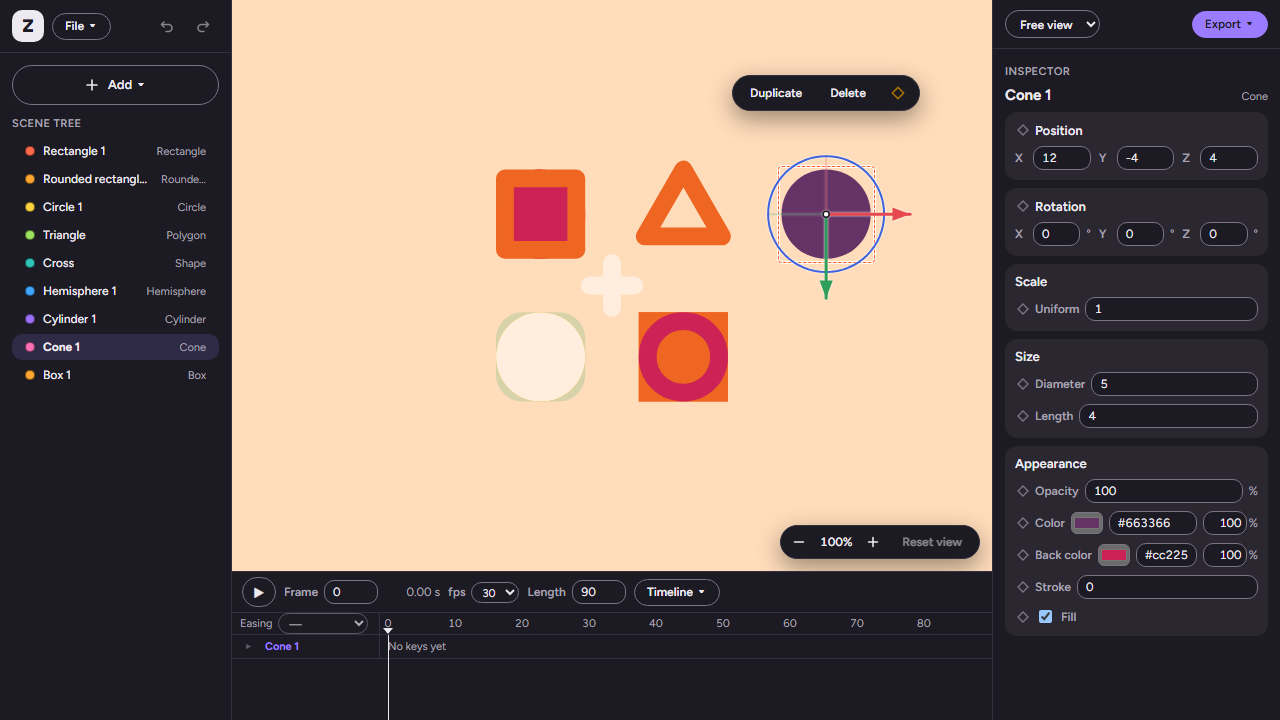 Z File
Add
SCENE TREE
Rectangle 1 Rectangle
Rounded rectangl... Rounde...
Circle 1 Circle
Triangle Polygon
Cross Shape
Hemisphere 1 Hemisphere
Cylinder 1 Cylinder
Cone 1 Cone
Box 1 Box
Duplicate Delete
100% Reset view
Frame 0 0.00 s fps 30 Length 90 Timeline
Easing — 0 10 20 30 40 50 60 70 80
Cone 1 No keys yet
Free view Export
INSPECTOR
Cone 1 Cone
Position
X 12 Y -4 Z 4
Rotation
X 0 ° Y 0 ° Z 0 °
Scale
Uniform 1
Size
Diameter 5
Length 4
Appearance
Opacity 100 %
Color #663366 100 %
Back color #cc225 100 %
Stroke 0
Fill